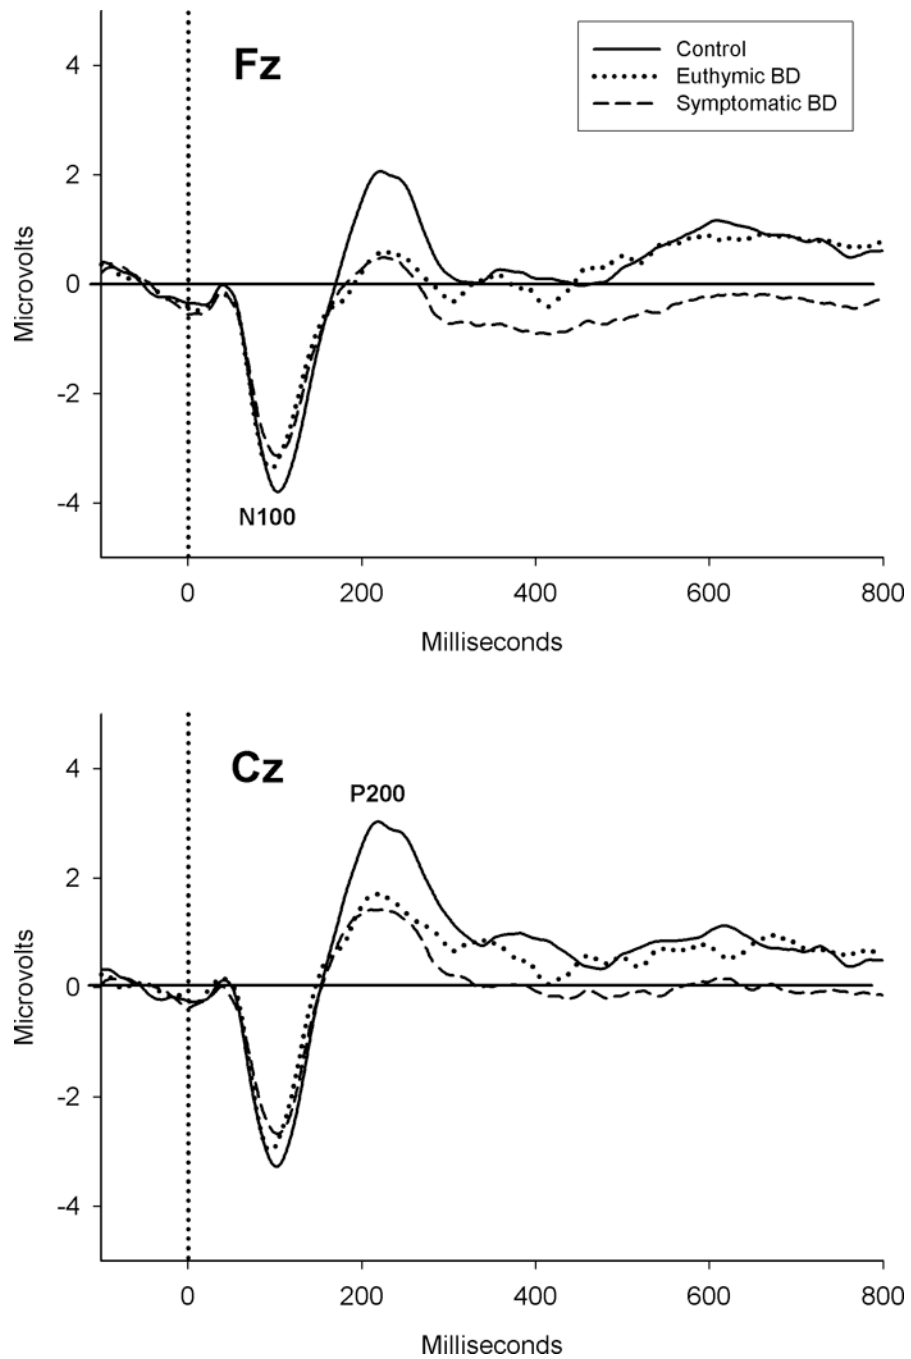 Fz
Control
Euthymic BD
Symptomatic BD
4
2
0
-2
-4
Microvolts
N100
0
200
400
600
800
Milliseconds
Cz
P200
4
2
0
-2
-4
Microvolts
0
200
400
600
800
Milliseconds